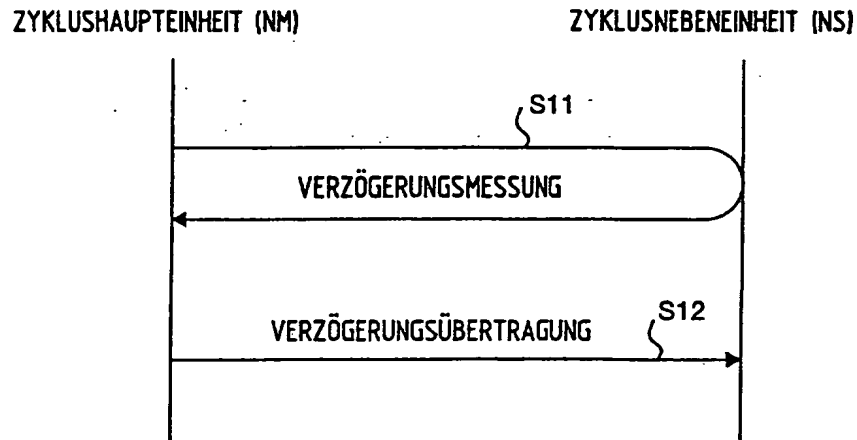 ZYKLUSHAUPTEINHEIT (NM)
ZYKLUSNEBENEINHEIT (NS)
S11
VERZÖGERUNGSMESSUNG
S12
VERZÖGERUNGSÜBERTRAGUNG